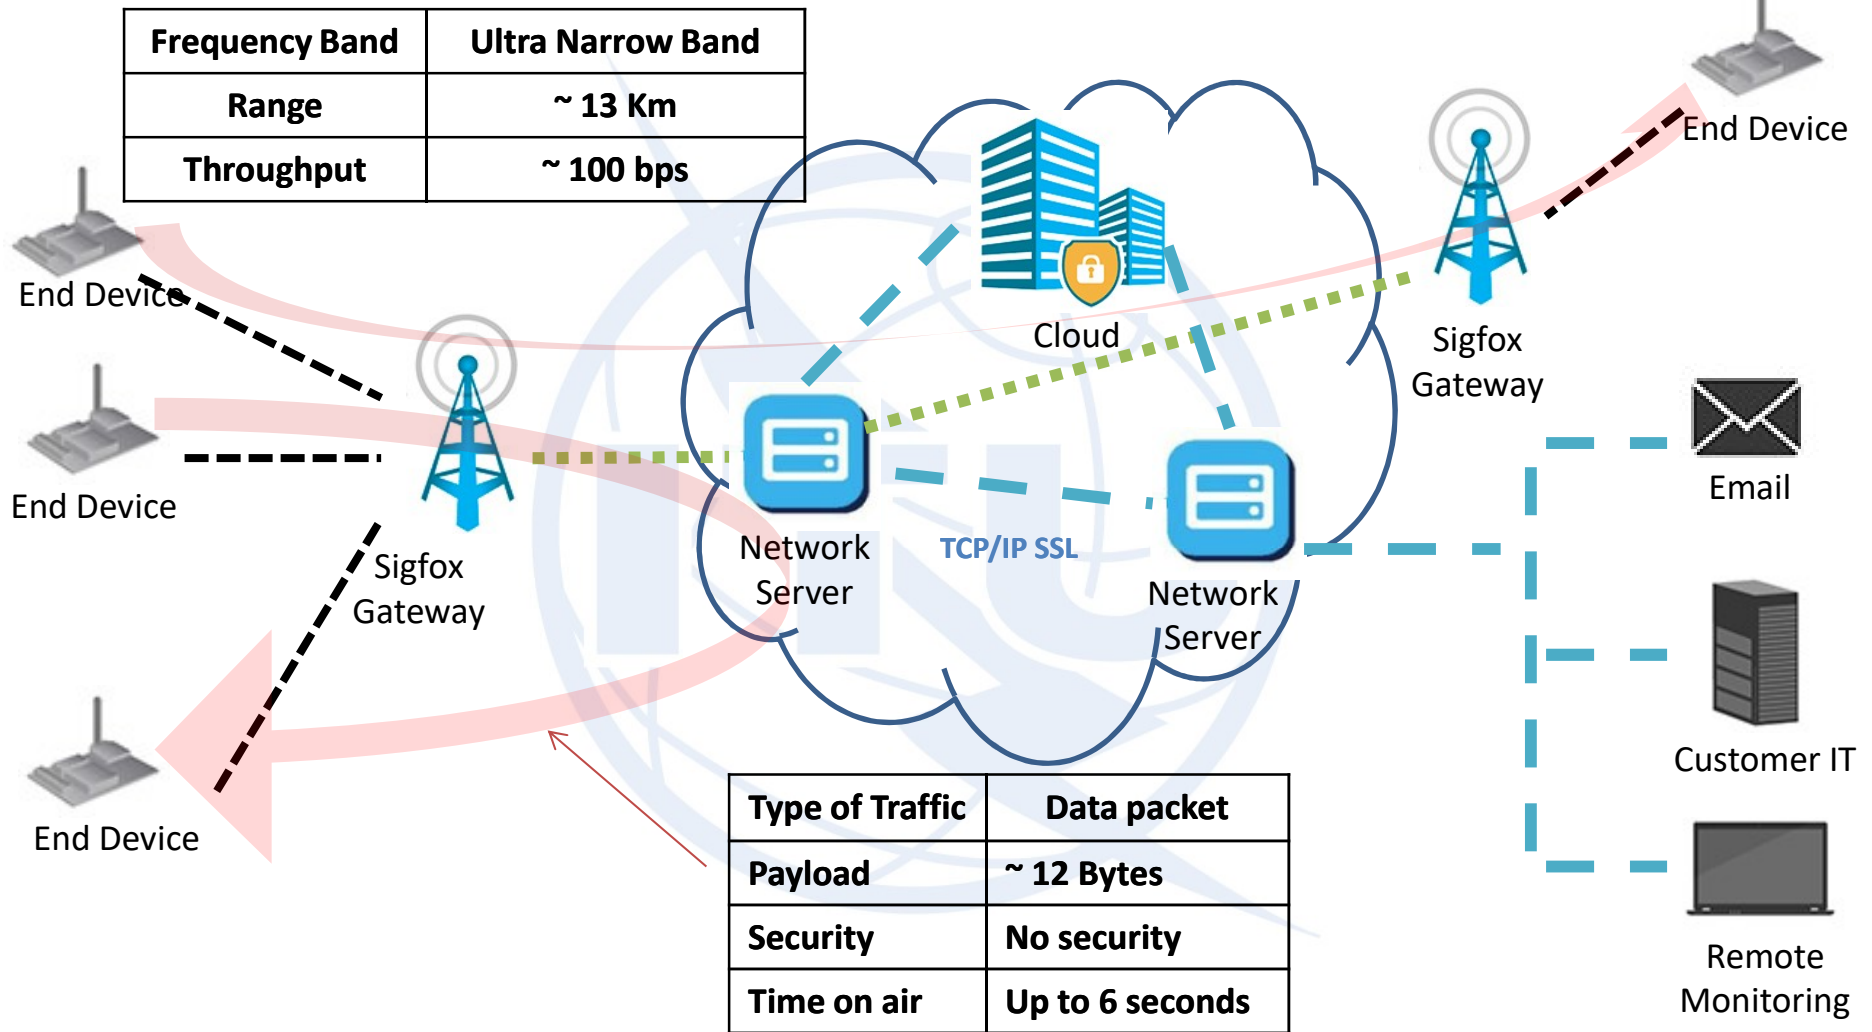 Frequency Band Ultra Narrow Band
Range ~ 13 Km
Throughput ~ 100 bps
End Device
End Device
Cloud
Sigfox
Gateway
End Device
Email
End Device
Network
Server
TCP/IP SSL
Sigfox
Gateway
Network
Server
Customer IT
End Device
Type of Traffic Data packet
Payload ~ 12 Bytes
Security No security
Time on air Up to 6 seconds
Remote
Monitoring
ITU